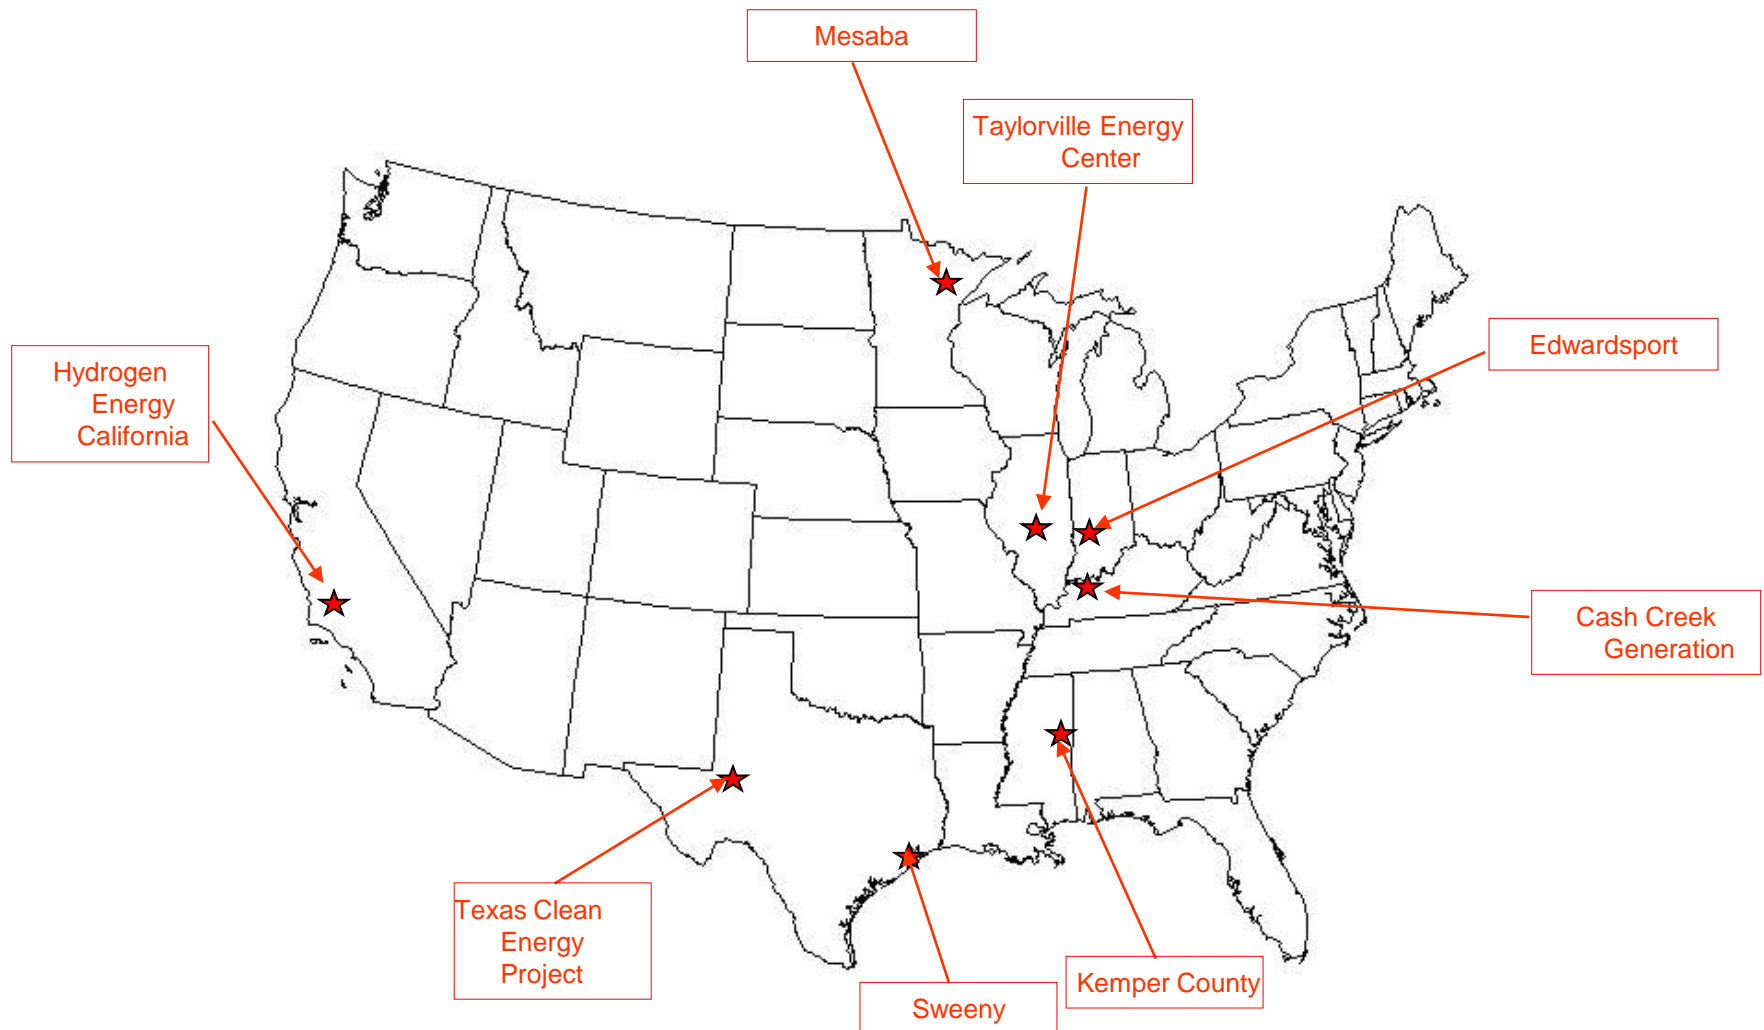 Mesaba
Taylorville Energy
Center
Edwardsport
Hydrogen
Energy
California
Cash Creek
Generation
Texas Clean
Energy
Project
Kemper County
Sweeny